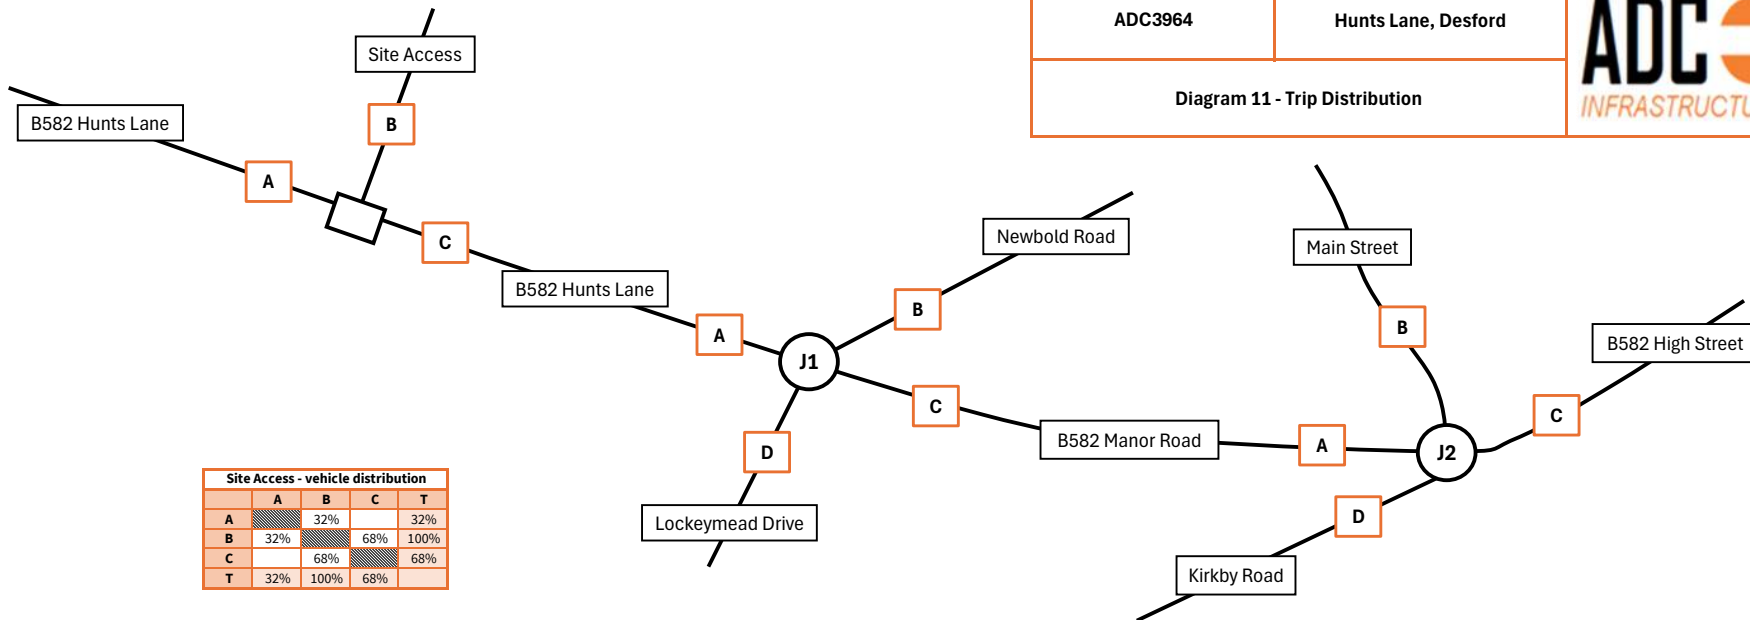 ADC3964
Hunts Lane, Desford
ADC
Diagram 11 - Trip Distribution
Site Access
B582 Hunts Lane
B
A
C
B582 Hunts Lane
Newbold Road
Main Street
B
A
B
J1
B582 High Street
C
C
B582 Manor Road
A
J2
D
Lockeymead Drive
D
Kirkby Road
Site Access - vehicle distribution
A B C T
A 32% 32%
B 32% 68% 100%
C 68% 68%
T 32% 100% 68%